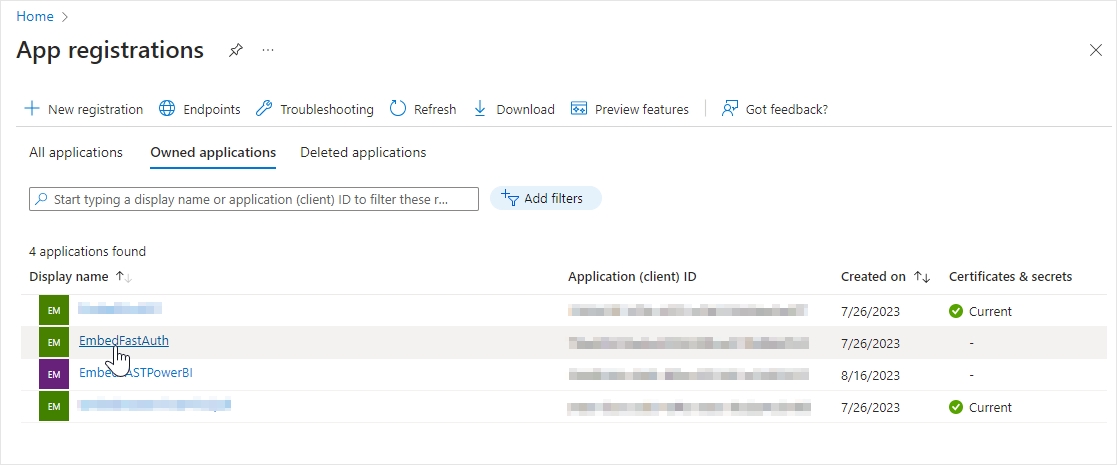 Home
App registrations
New registration Endpoints Troubleshooting Refresh Download Preview features Got feedback?
All applications Owned applications Deleted applications
Start typing a display name or application (client) ID to filter these r... Add filters
4 applications found
Display name Application (client) ID Created on Certificates & secrets
EM 7/26/2023 Current
EM EmbedFastAuth 7/26/2023 -
EM 8/16/2023 -
EM 7/26/2023 Current